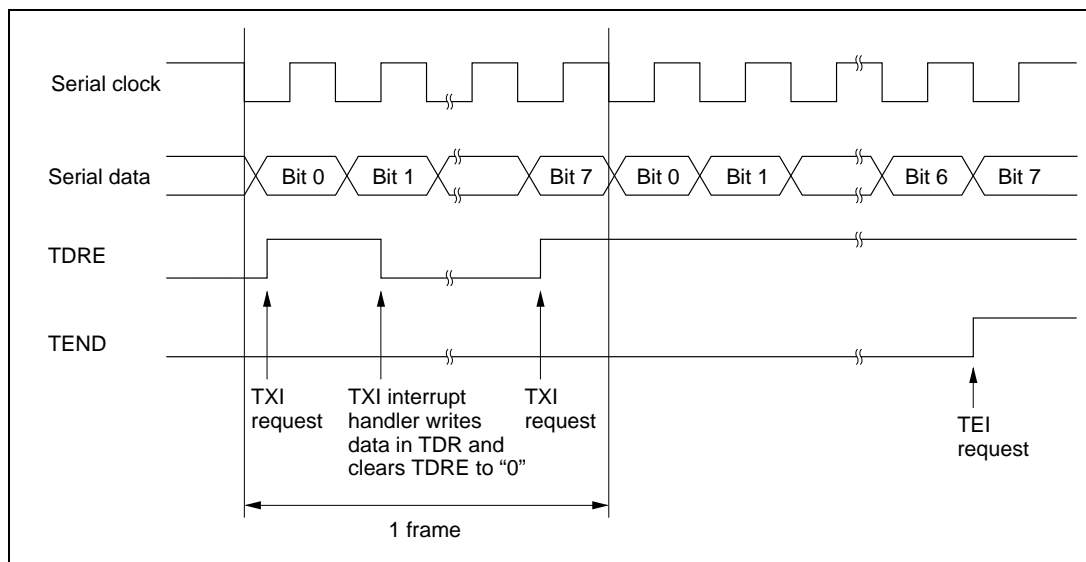 Serial clock
Serial data
Bit 0
Bit 1
Bit 7
Bit 0
Bit 1
Bit 6
Bit 7
TDRE
TEND
TXI
request
TXI interrupt
handler writes
data in TDR and
clears TDRE to “0”
TXI
request
TEI
request
1 frame